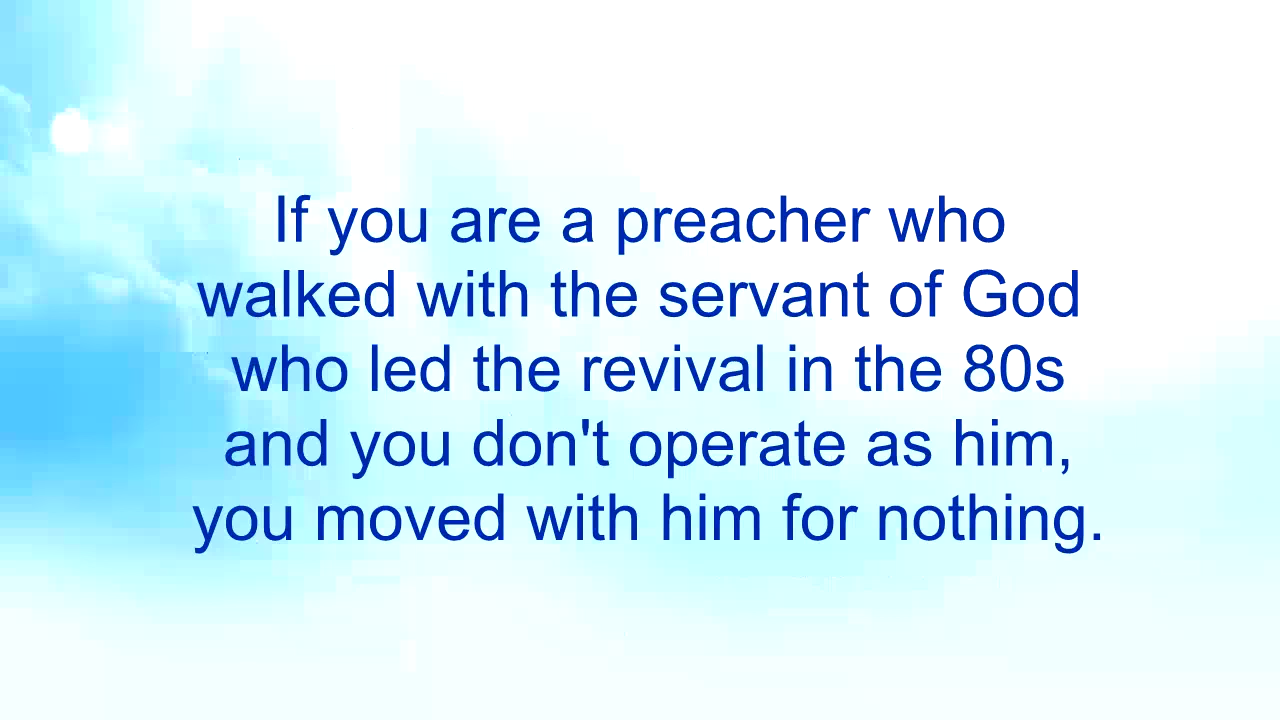 If you are a preacher who
walked with the servant of God
who led the revival in the 80s
and you don't operate as him,
you moved with him for nothing.